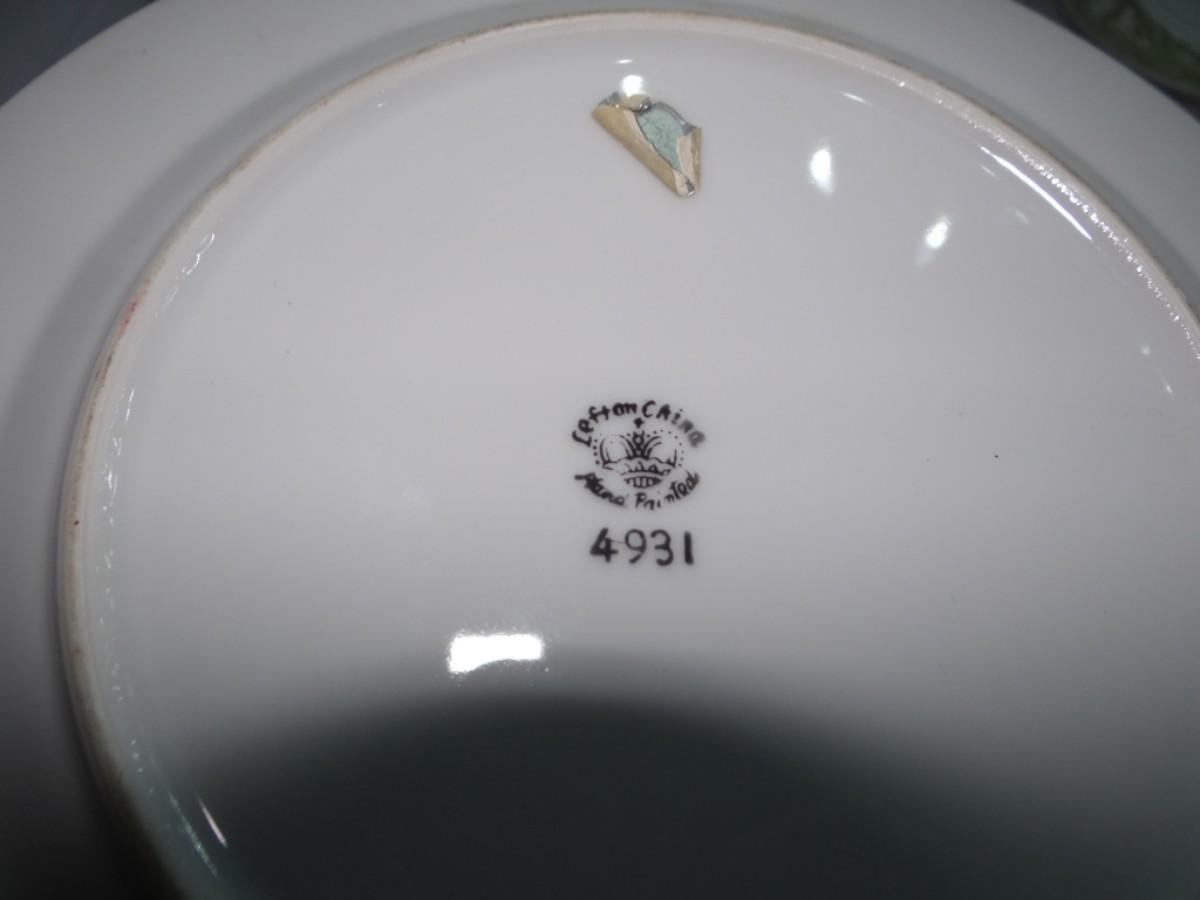 Lefton China
Hand Painted
4931